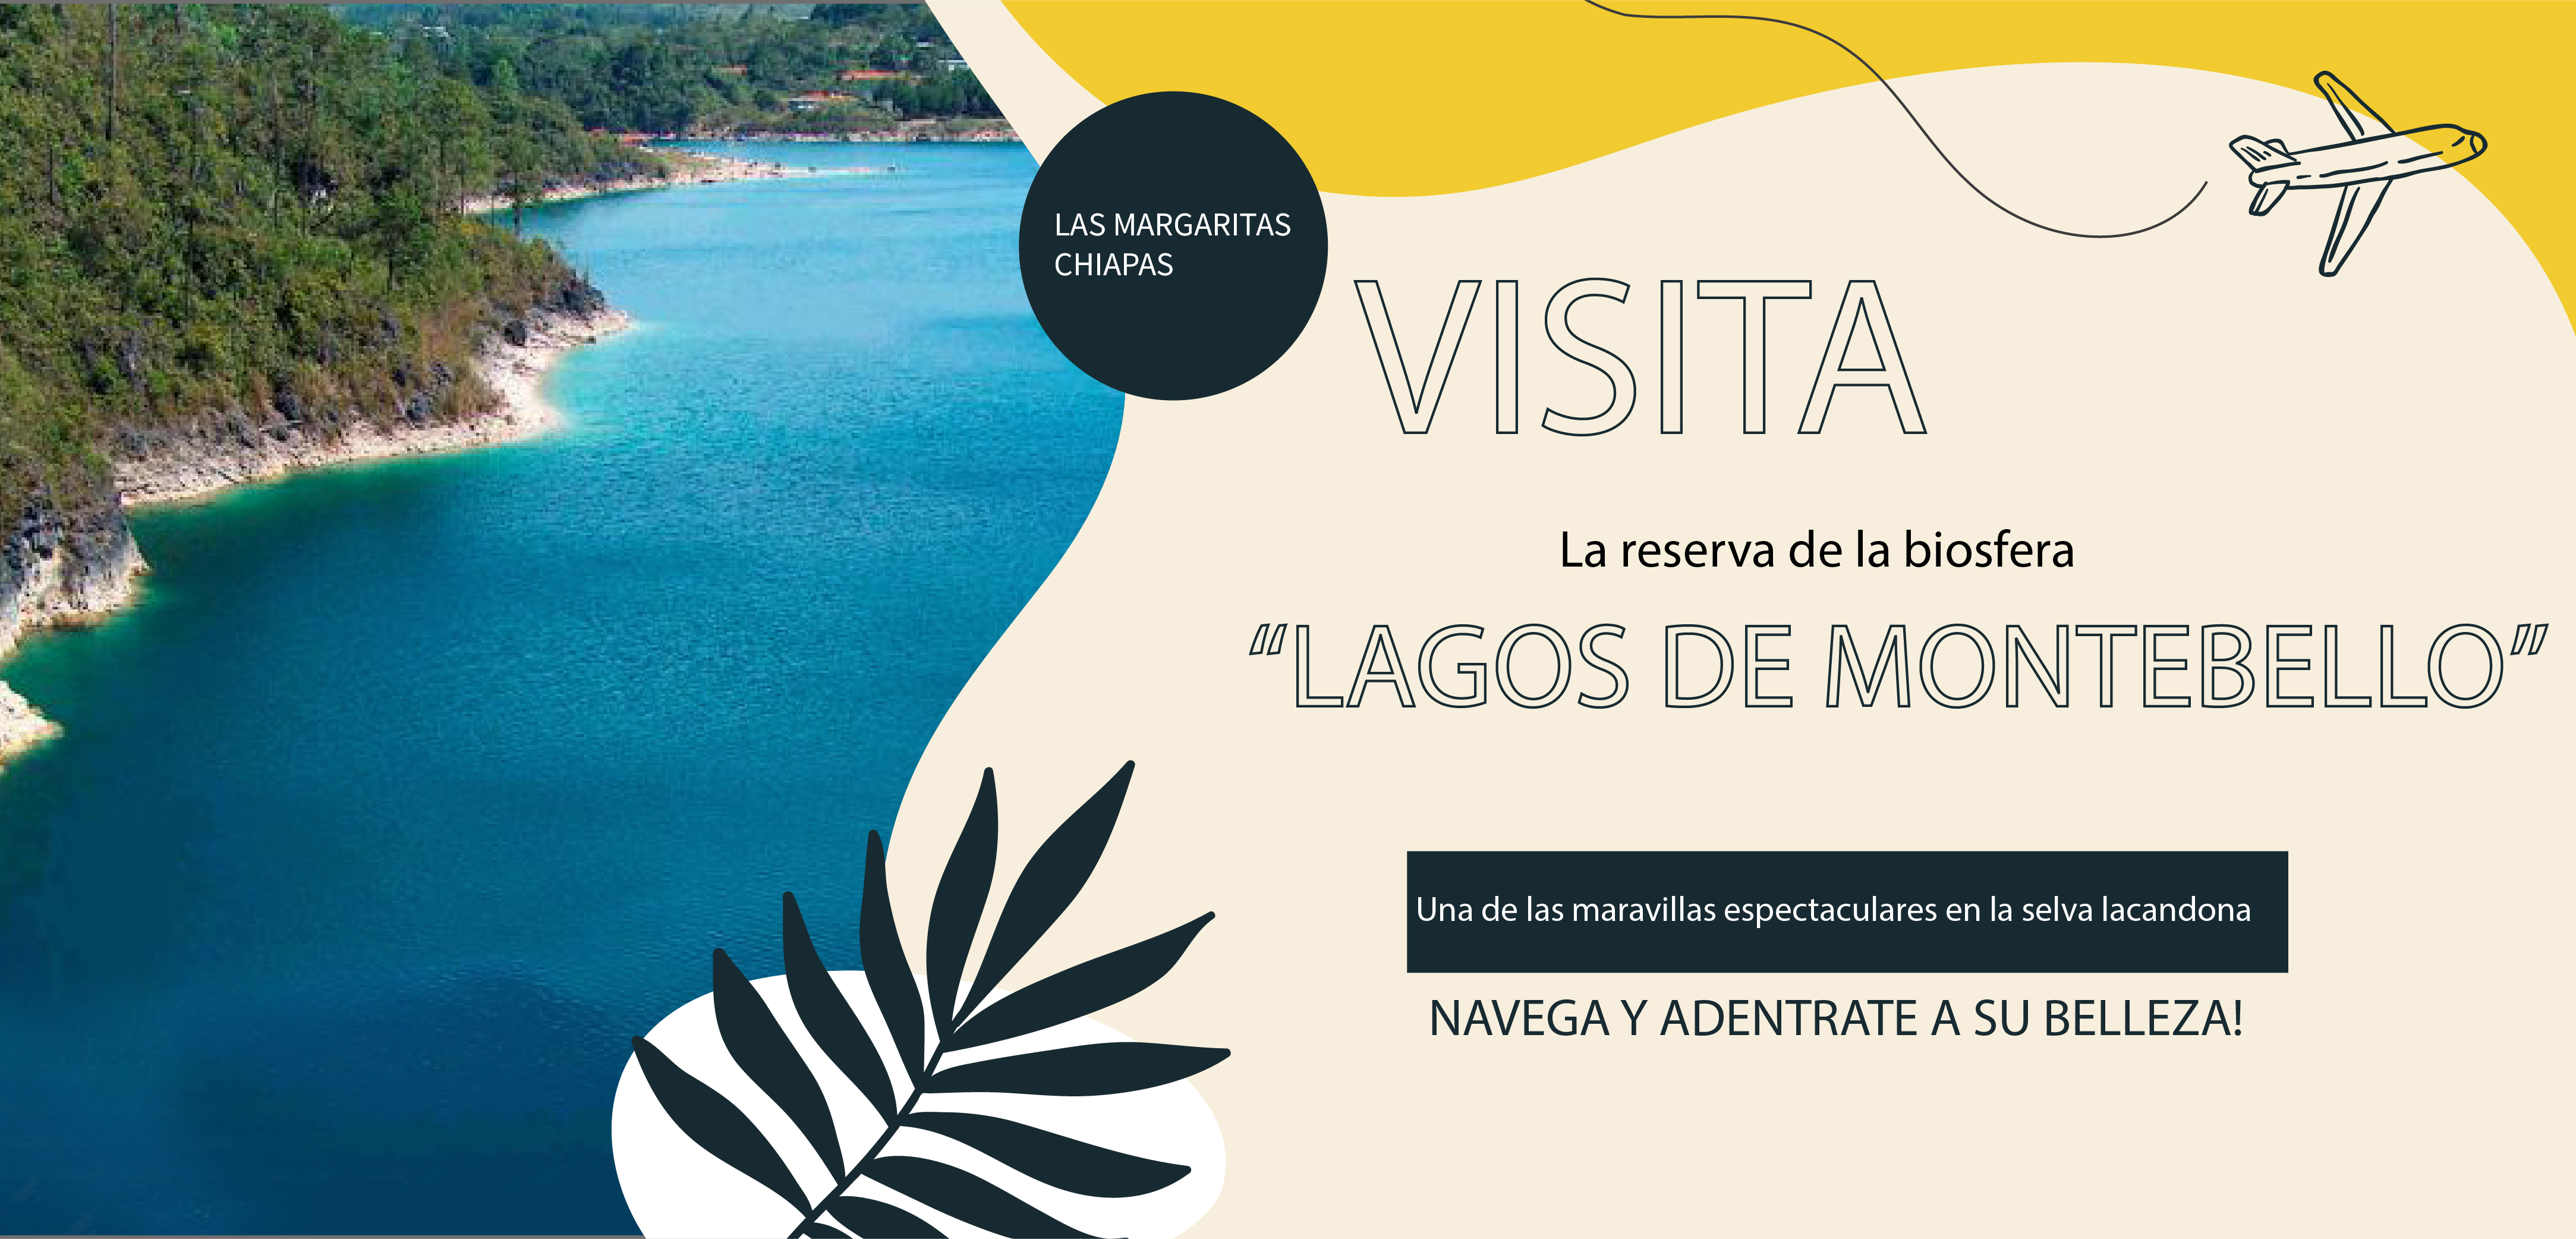 LAS MARGARITAS
CHIAPAS
VISITA
La reserva de la biosfera
“LAGOS DE MONTEBELLO”
Una de las maravillas espectaculares en la selva lacandona
NAVEGA Y ADENTRATE A SU BELLEZA!